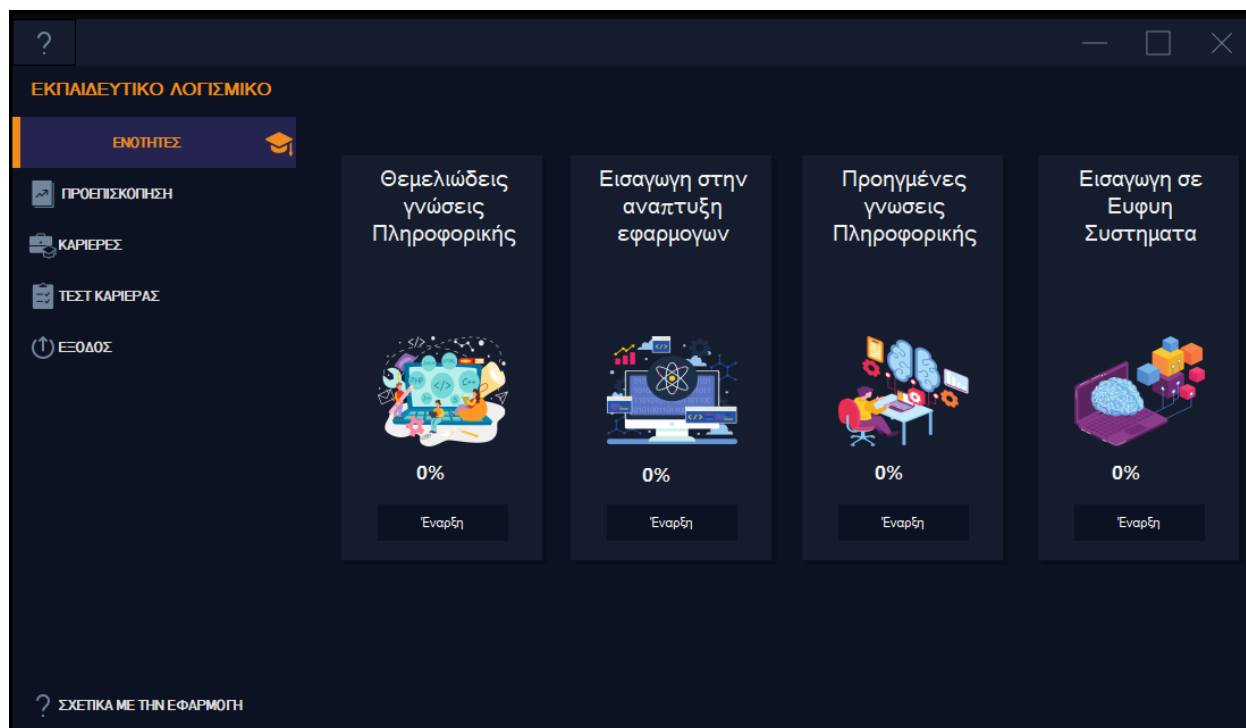 ?
ΕΚΠΑΙΔΕΥΤΙΚΟ ΛΟΓΙΣΜΙΚΟ
ΕΝΟΤΗΤΕΣ
ΠΡΟΕΠΙΣΚΟΠΗΣΗ
ΚΑΡΙΕΡΕΣ
ΤΕΣΤ ΚΑΡΙΕΡΑΣ
ΕΞΟΔΟΣ
Θεμελιώδεις
γνώσεις
Πληροφορικής
0%
Έναρξη
Εισαγωγη στην
αναπτυξη
εφαρμογων
0%
Έναρξη
Προηγμένες
γνωσεις
Πληροφορικής
0%
Έναρξη
Εισαγωγη σε
Ευφυη
Συστηματα
0%
Έναρξη
? ΣΧΕΤΙΚΑ ΜΕ ΤΗΝ ΕΦΑΡΜΟΓΗ